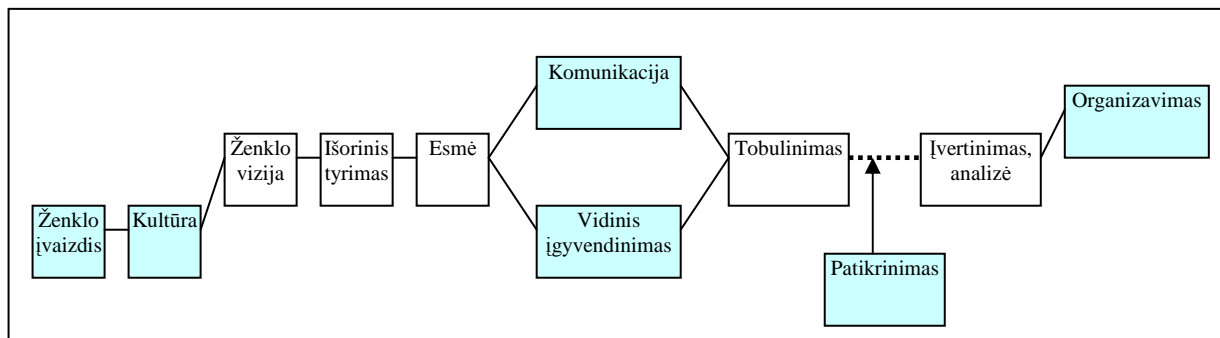 Ženklo
įvaizdis
Kultūra
Ženklo
vizija
Išorinis
tyrimas
Esmė
Komunikacija
Vidinis
įgyvendinimas
Tobulinimas
Patikrinimas
Įvertinimas,
analizė
Organizavimas